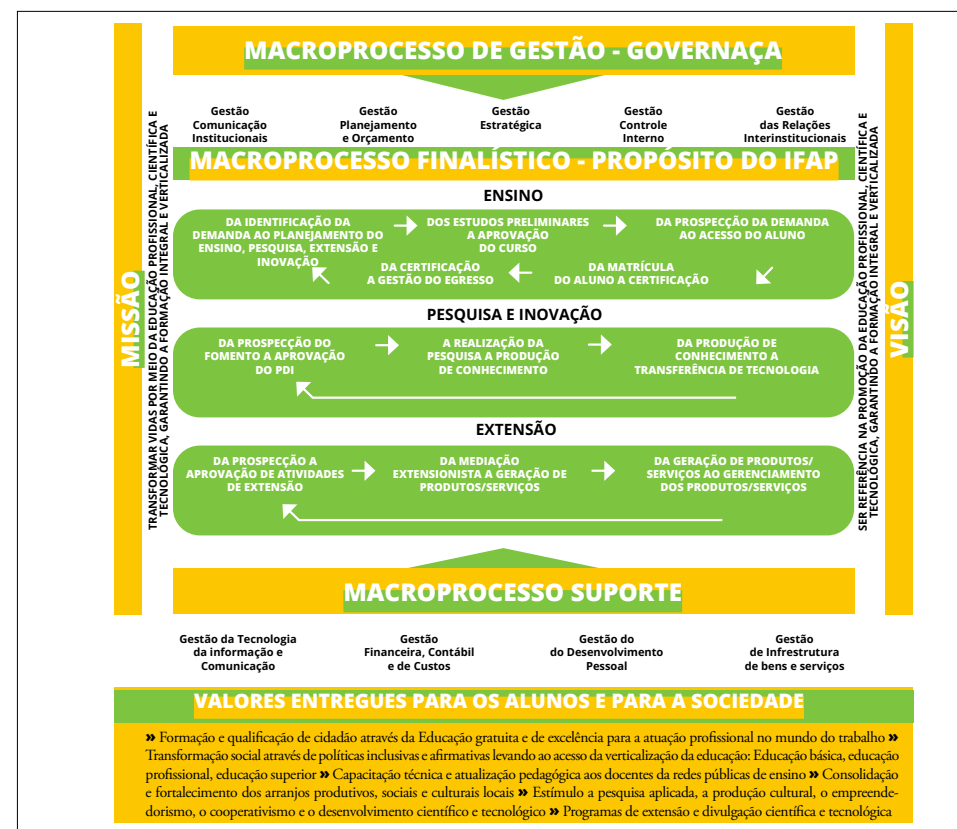 MACROPROCESSO DE GESTÃO - GOVERNAÇA
Gestão
Comunicação
Institucionais
Gestão
Planejamento
e Orçamento
Gestão
Estratégica
Gestão
Controle
Interno
Gestão
das Relações
Interinstitucionais
MISSÃO
TRANSFORMAR VIDAS POR MEIO DA EDUCAÇÃO PROFISSIONAL, CIENTÍFICA E
TECNOLÓGICA, GARANTINDO A FORMAÇÃO INTEGRAL E VERTICALIZADA
MACROPROCESSO FINALÍSTICO - PROPÓSITO DO IFAP
ENSINO
DA IDENTIFICAÇÃO DA
DEMANDA AO PLANEJAMENTO DO
ENSINO, PESQUISA, EXTENSÃO E
INOVAÇÃO
DOS ESTUDOS PRELIMINARES
A APROVAÇÃO
DO CURSO
DA PROSPECÇÃO DA DEMANDA
AO ACESSO DO ALUNO
DA CERTIFICAÇÃO
A GESTÃO DO EGRESSO
DA MATRÍCULA
DO ALUNO A CERTIFICAÇÃO
PESQUISA E INOVAÇÃO
DA PROSPECÇÃO DO
FOMENTO A APROVAÇÃO
DO PDI
A REALIZAÇÃO DA
PESQUISA A PRODUÇÃO
DE CONHECIMENTO
DA PRODUÇÃO DE
CONHECIMENTO A
TRANSFERÊNCIA DE TECNOLOGIA
EXTENSÃO
DA PROSPECÇÃO A
APROVAÇÃO DE ATIVIDADES
DE EXTENSÃO
DA MEDIAÇÃO
EXTENSIONISTA A GERAÇÃO DE
PRODUTOS/SERVIÇOS
DA GERAÇÃO DE PRODUTOS/
SERVIÇOS AO GERENCIAMENTO
DOS PRODUTOS/SERVIÇOS
SER REFERÊNCIA NA PROMOÇÃO DA EDUCAÇÃO PROFISSIONAL, CIENTÍFICA E
TECNOLÓGICA, GARANTINDO A FORMAÇÃO INTEGRAL E VERTICALIZADA
VISÃO
MACROPROCESSO SUPORTE
Gestão da Tecnologia
da informação e
Comunicação
Gestão
Financeira, Contábil
e de Custos
Gestão do
do Desenvolvimento
Pessoal
Gestão
de Infrestrutura
de bens e serviços
VALORES ENTREGUES PARA OS ALUNOS E PARA A SOCIEDADE
» Formação e qualificação de cidadão através da Educação gratuita e de excelência para a atuação profissional no mundo do trabalho »
Transformação social através de políticas inclusivas e afirmativas levando ao acesso da verticalização da educação: Educação básica, educação
profissional, educação superior » Capacitação técnica e atualização pedagógica aos docentes da redes públicas de ensino » Consolidação
e fortalecimento dos arranjos produtivos, sociais e culturais locais » Estímulo a pesquisa aplicada, a produção cultural, o empreende-
dorismo, o cooperativismo e o desenvolvimento científico e tecnológico » Programas de extensão e divulgação científica e tecnológica